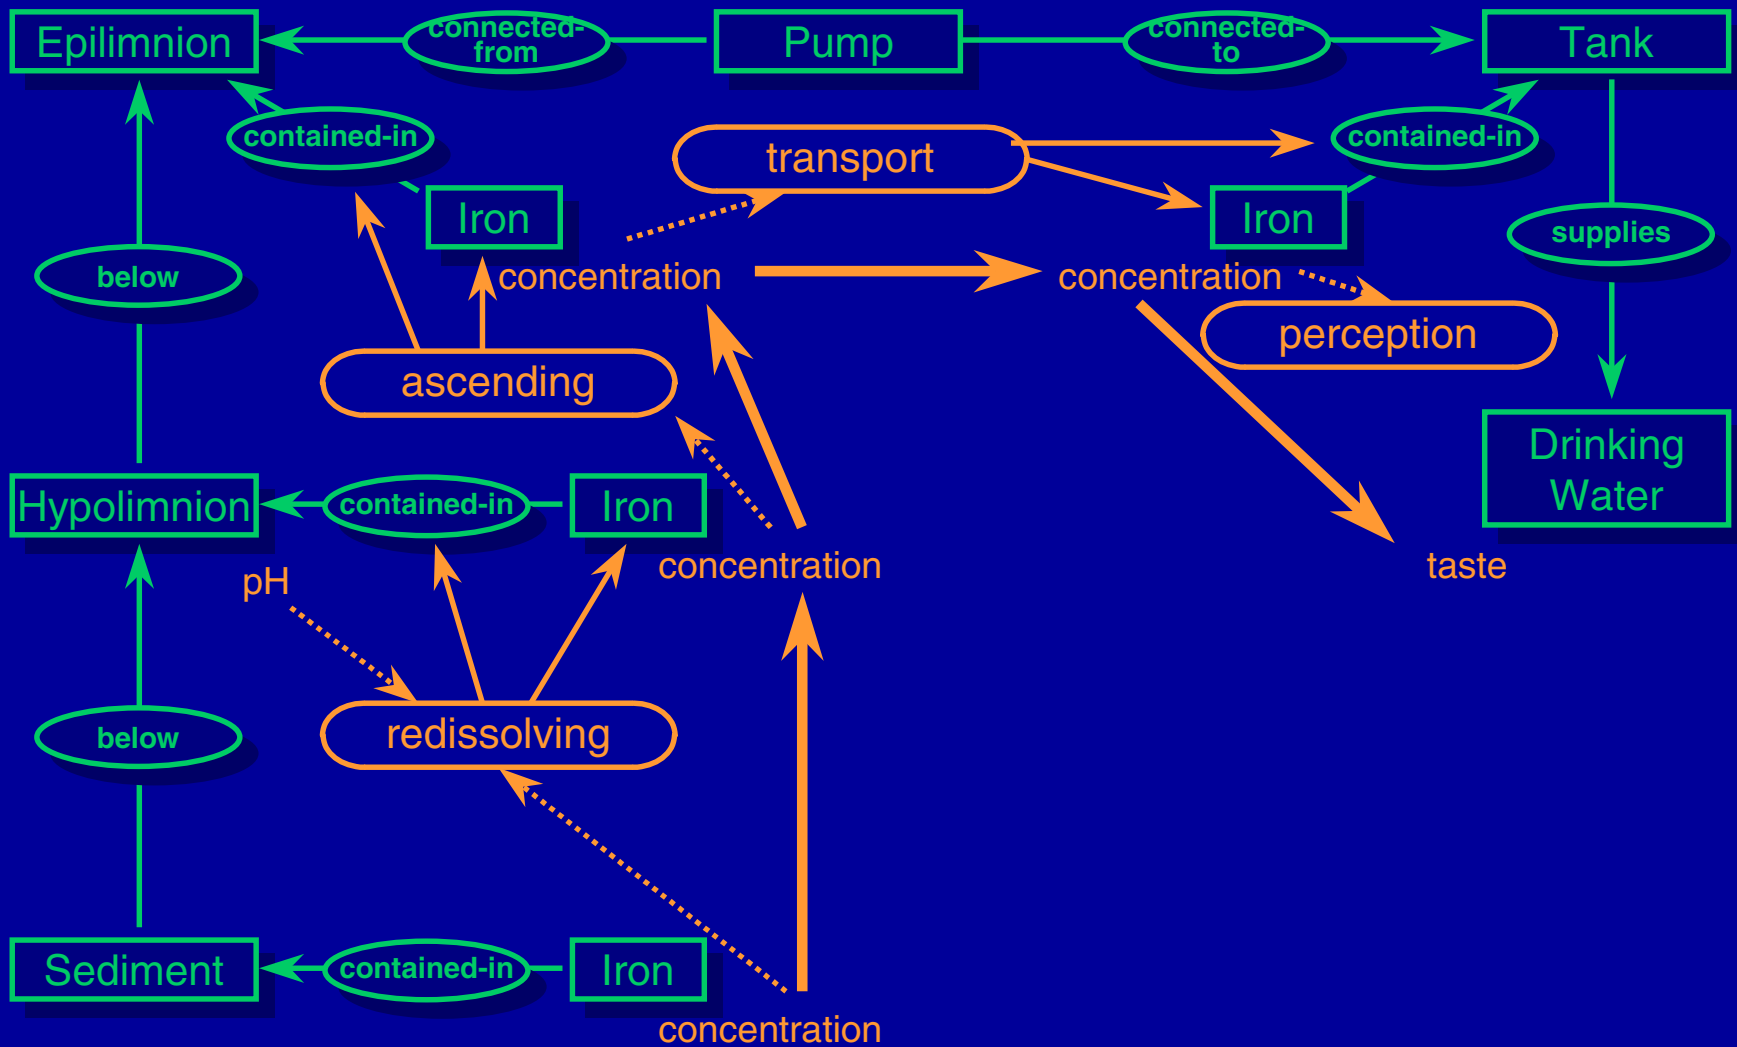 Epilimnion
connected-
from
Pump
connected-
to
Tank
contained-in
transport
contained-in
Iron
Iron
supplies
below
concentration
concentration
perception
ascending
Drinking
Water
Hypolimnion
contained-in
Iron
pH
concentration
taste
below
redissolving
Sediment
contained-in
Iron
concentration